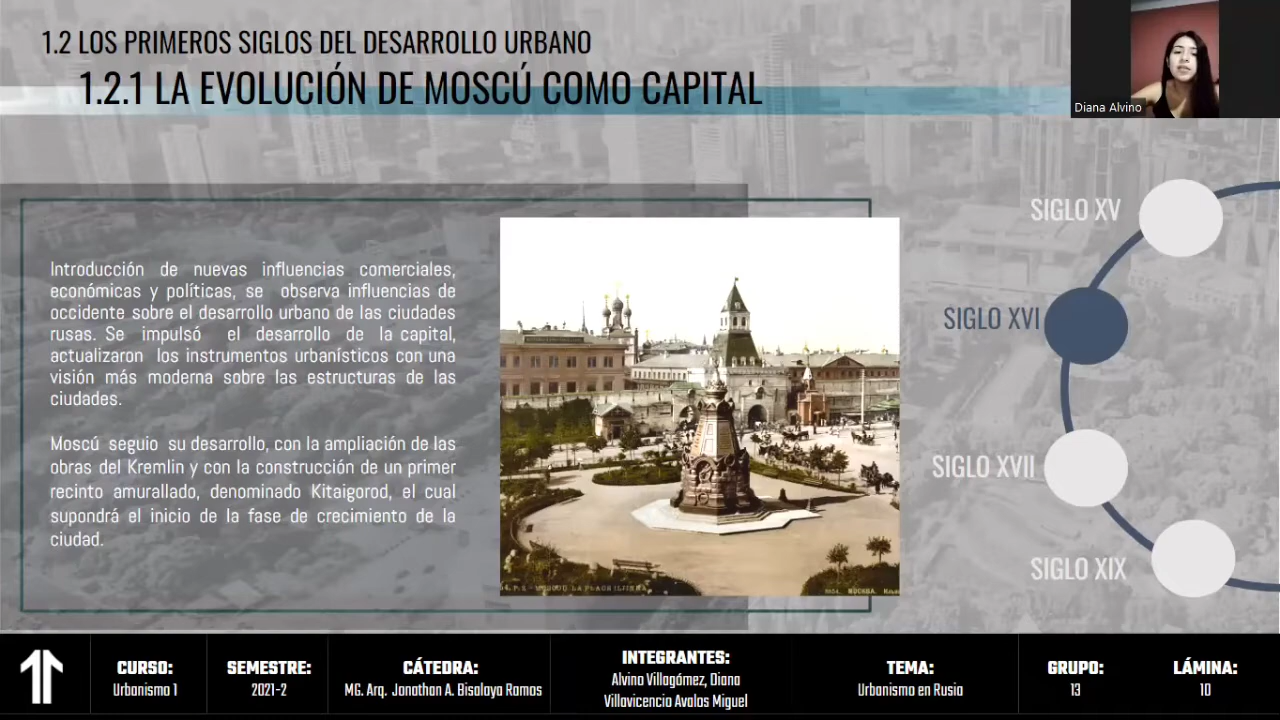 1.2 LOS PRIMEROS SIGLOS DEL DESARROLLO URBANO
1.2.1 LA EVOLUCIÓN DE MOSCÚ COMO CAPITAL
Diana Alvino
Introducción de nuevas influencias comerciales,
económicas y políticas, se observa influencias de
occidente sobre el desarrollo urbano de las ciudades
rusas. Se impulsó el desarrollo de la capital,
actualizaron los instrumentos urbanísticos con una
visión más moderna sobre las estructuras de las
ciudades.
Moscú seguio su desarrollo, con la ampliación de las
obras del Kremlin y con la construcción de un primer
recinto amurallado, denominado Kitaigorod, el cual
supondrá el inicio de la fase de crecimiento de la
ciudad.
SIGLO XV
SIGLO XVI
SIGLO XVII
SIGLO XIX
CURSO:
Urbanismo 1
SEMESTRE:
2021-2
CÁTEDRA:
MG. Arq. Jonathan A. Bisalaya Ramos
INTEGRANTES:
Alvino Villogómez, Diana
Villavicencio Avalos Miguel
TEMA:
Urbanismo en Rusia
GRUPO:
13
LÁMINA:
10